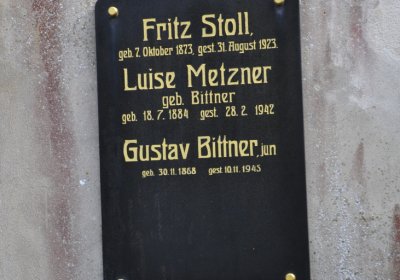 Fritz Stoll,
geb. 7. Oktober 1873, gest. 31. August 1923.
Luise Metzner
geb. Bittner
geb. 18. 7. 1884 gest. 28. 2. 1942
Gustav Bittner, jun
geb. 30. 11. 1868 gest. 10. 11. 1945